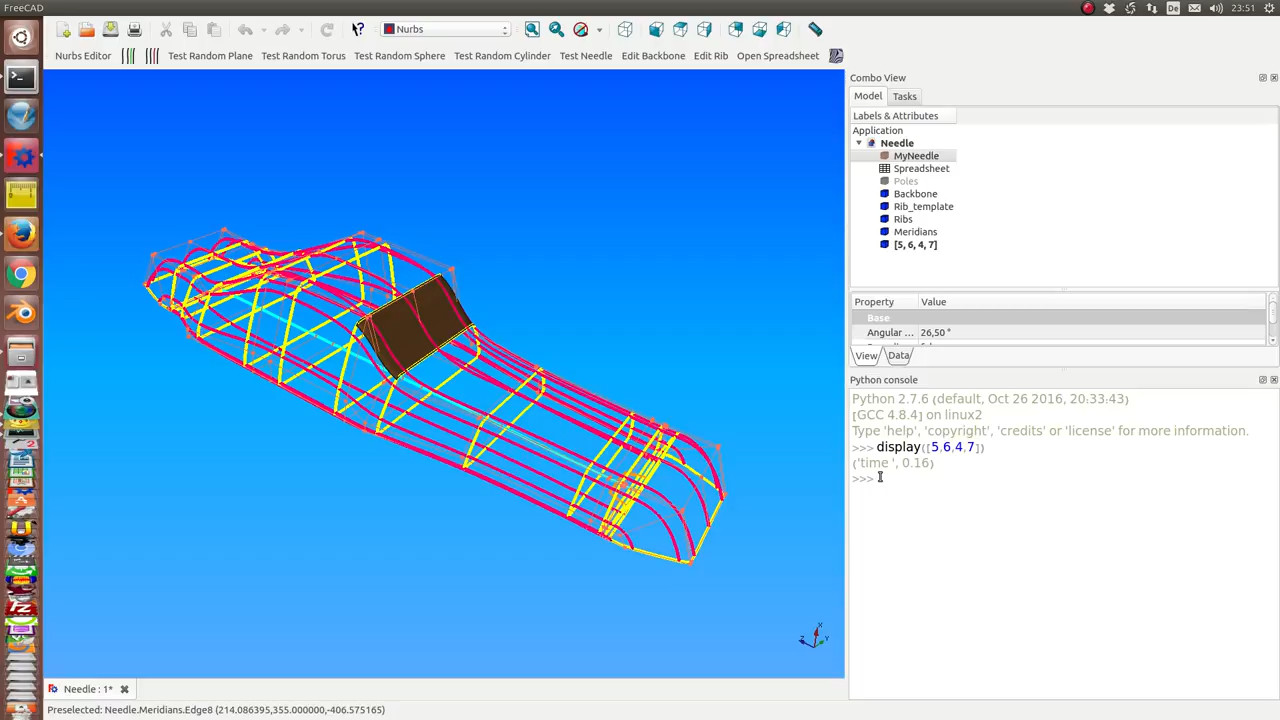 FreeCAD
De
23:51
Nurbs
Nurbs Editor
Test Random Plane
Test Random Torus
Test Random Sphere
Test Random Cylinder
Test Needle
Edit Backbone
Edit Rib
Open Spreadsheet
Combo View
Model
Tasks
Labels & Attributes
Application
Needle
MyNeedle
Spreadsheet
Poles
Backbone
Rib_template
Ribs
Meridians
[5, 6, 4, 7]
Property
Value
Base
Angular ...
26,50 °
View
Data
Python console
Python 2.7.6 (default, Oct 26 2016, 20:33:43)
[GCC 4.8.4] on linux2
Type 'help', 'copyright', 'credits' or 'license' for more information.
>>> display([5,6,4,7])
('time ', 0.16)
>>>
X
Y
Z
Needle : 1*
Preselected: Needle.Meridians.Edge8 (214.086395,355.000000,-406.575165)